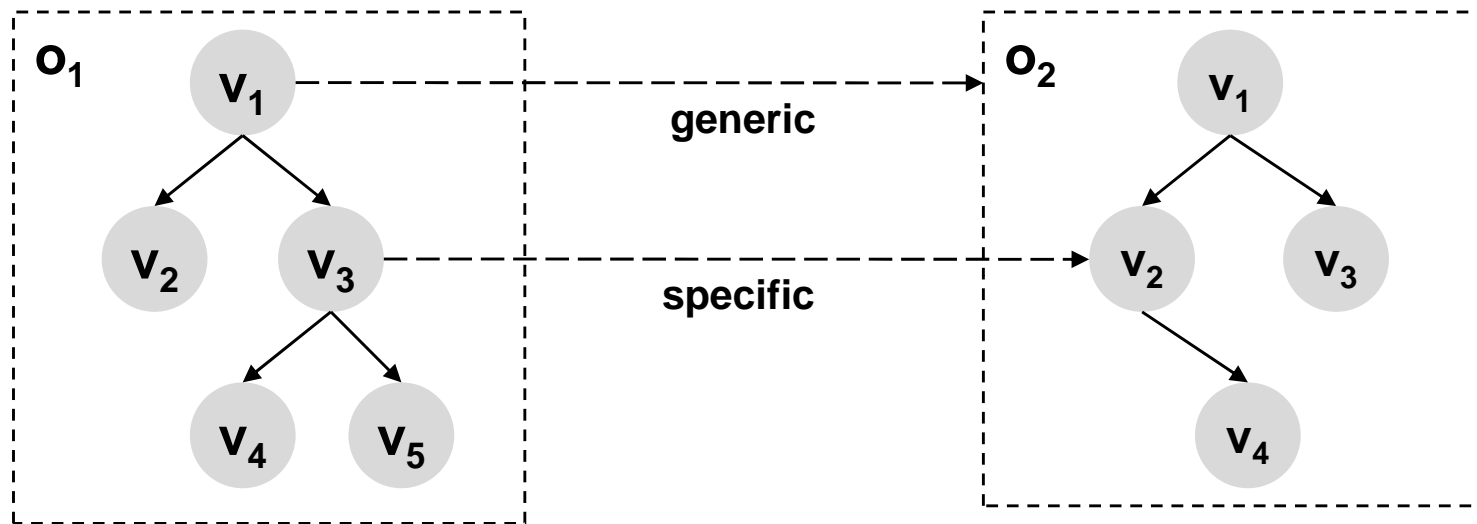 O₁
v₁
generic
O₂
v₁
v₂
v₃
specific
v₂
v₃
v₄
v₅
v₄